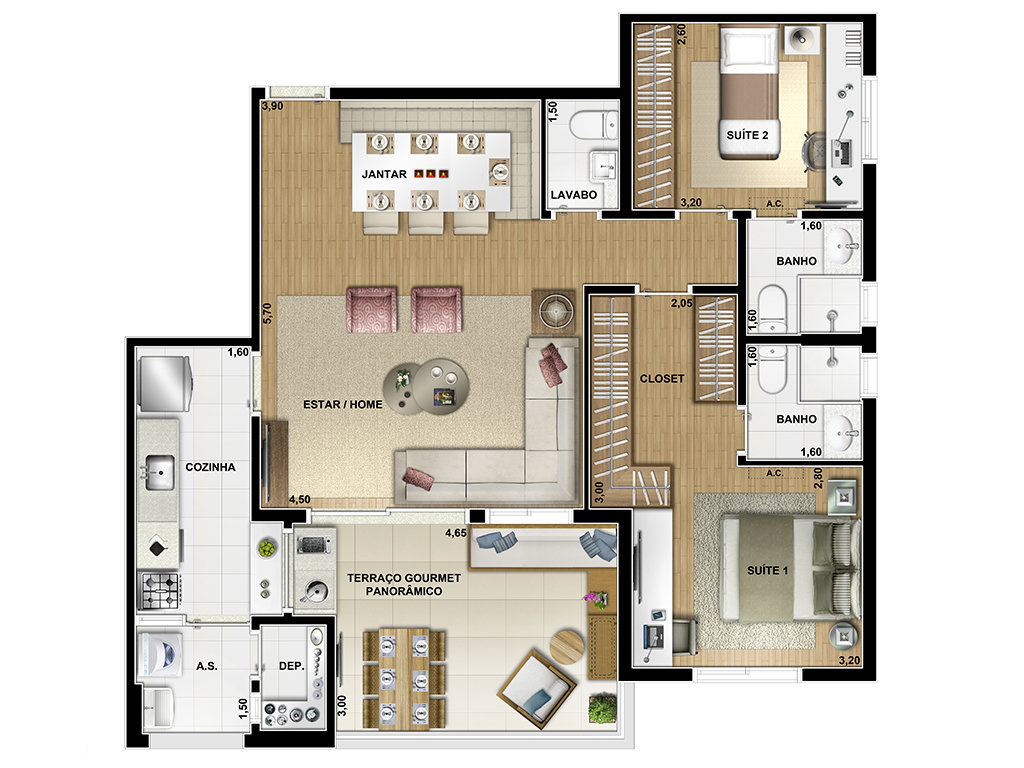 2,60
SUÍTE 2
3,20
A.C.
3,90
JANTAR
1,50
LAVABO
1,60
BANHO
1,60
5,70
ESTAR / HOME
4,50
2,05
CLOSET
3,00
1,60
BANHO
1,60
A.C.
2,80
1,60
COZINHA
4,65
TERRAÇO GOURMET
PANORÂMICO
3,00
SUÍTE 1
3,20
A.S.
1,50
DEP.